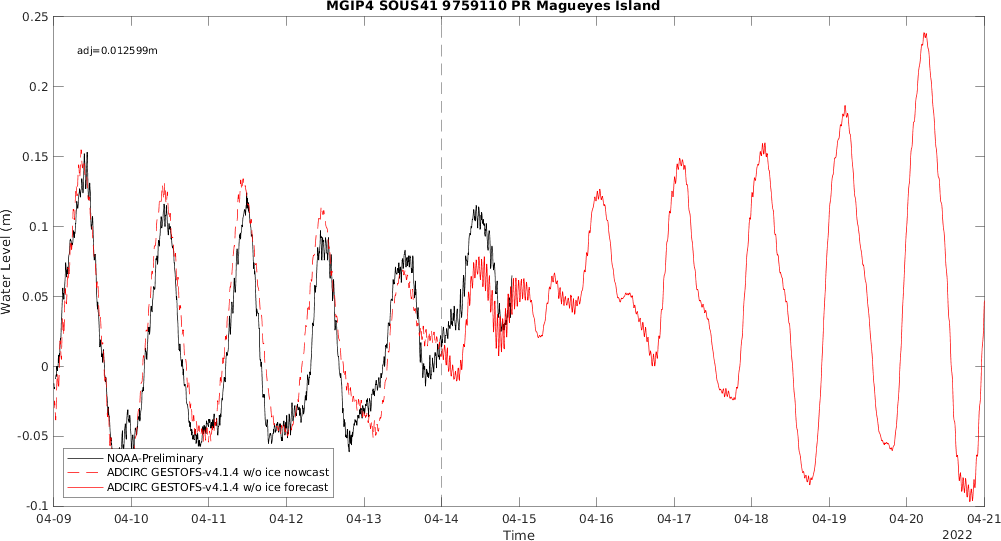 MGIP4 SOUS41 9759110 PR Magueyes Island
adj=0.012599m
0.25
0.2
0.15
0.1
0.05
0
-0.05
-0.1
Water Level (m)
NOAA-Preliminary
ADCIRC GESTOFS-v4.1.4 w/o ice nowcast
ADCIRC GESTOFS-v4.1.4 w/o ice forecast
04-09 04-10 04-11 04-12 04-13 04-14 04-15 04-16 04-17 04-18 04-19 04-20 04-21
Time
2022